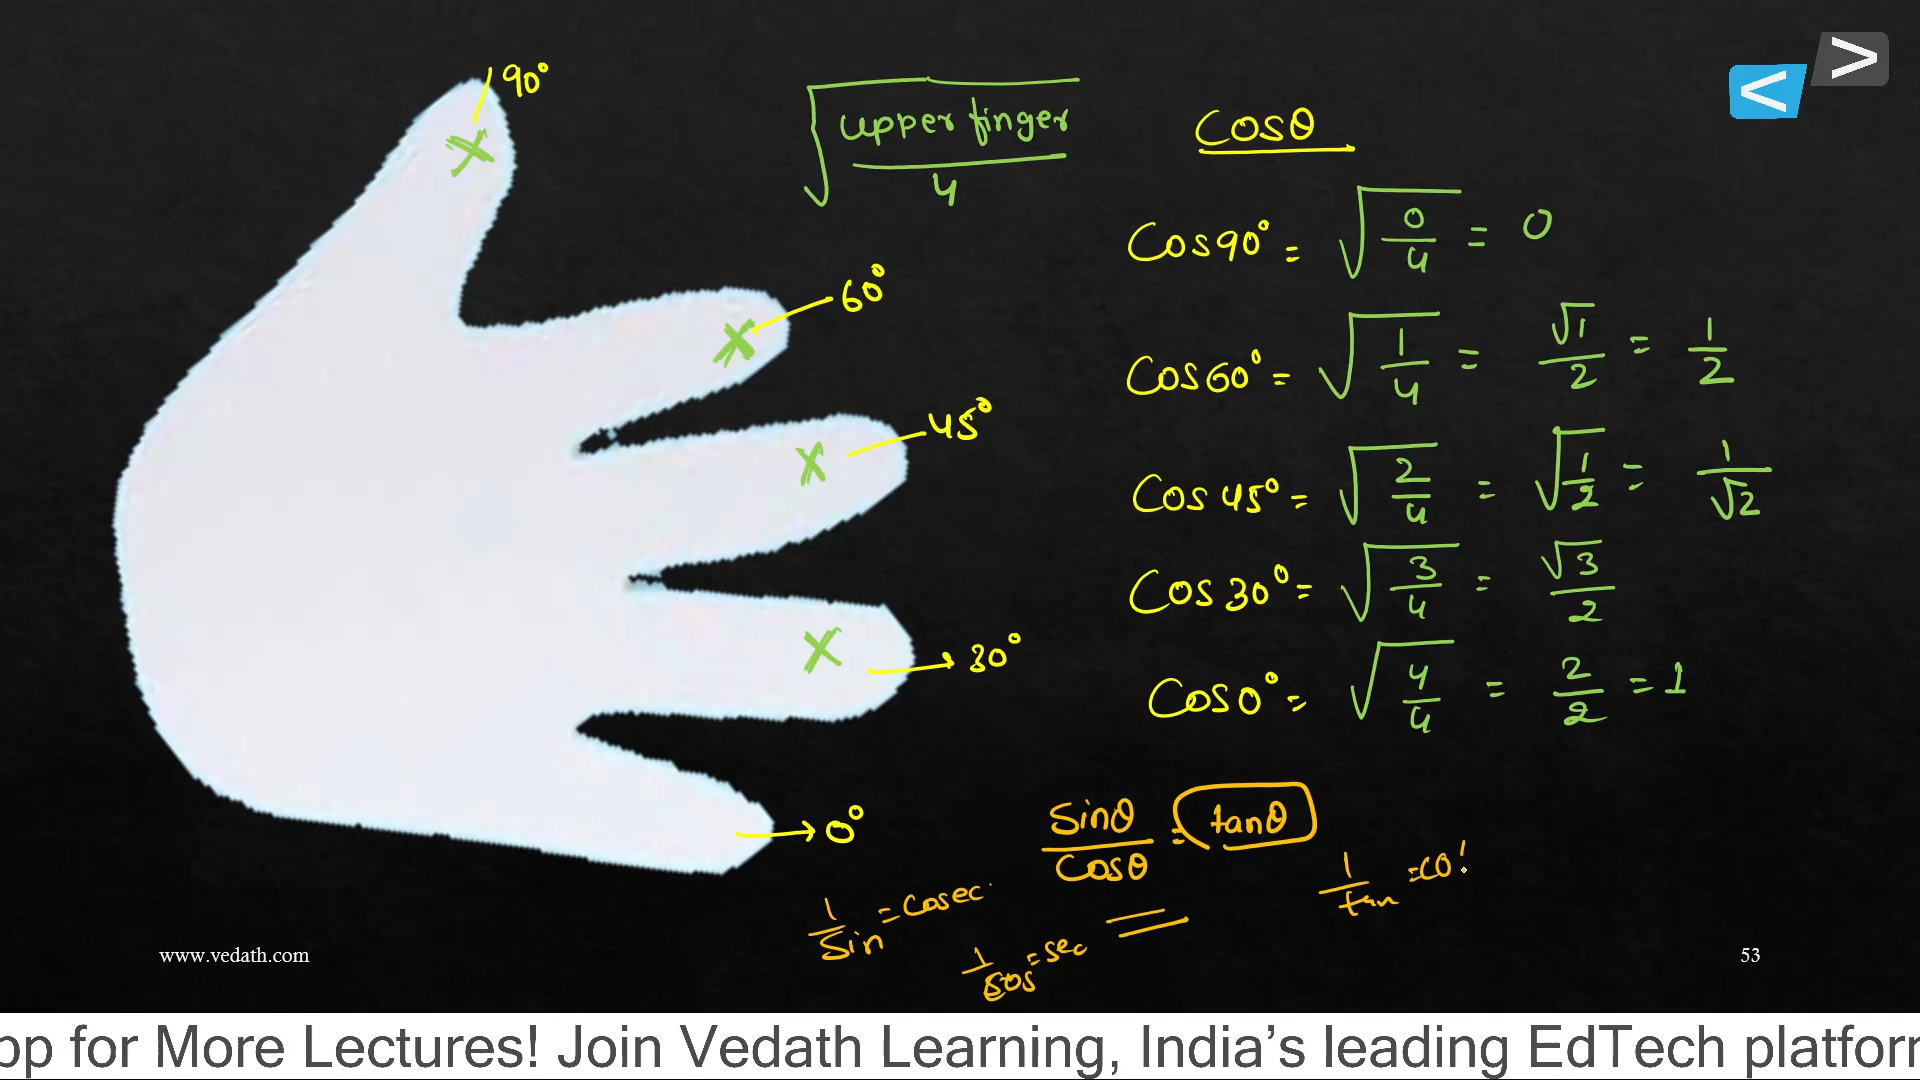 90°
√(upper finger/4)
Cosθ
Cos90° = √(0/4) = 0
60°
Cos60° = √(1/4) = √1/2 = 1/2
45°
Cos45° = √(2/4) = √(1/2) = 1/√2
Cos30° = √(3/4) = √3/2
30°
Cos0° = √(4/4) = 2/2 = 1
0°
Sinθ/Cosθ = tanθ
1/tan = co
1/Sin = Cosec
1/cos = sec
www.vedath.com
53
pp for More Lectures! Join Vedath Learning, India's leading EdTech platforr